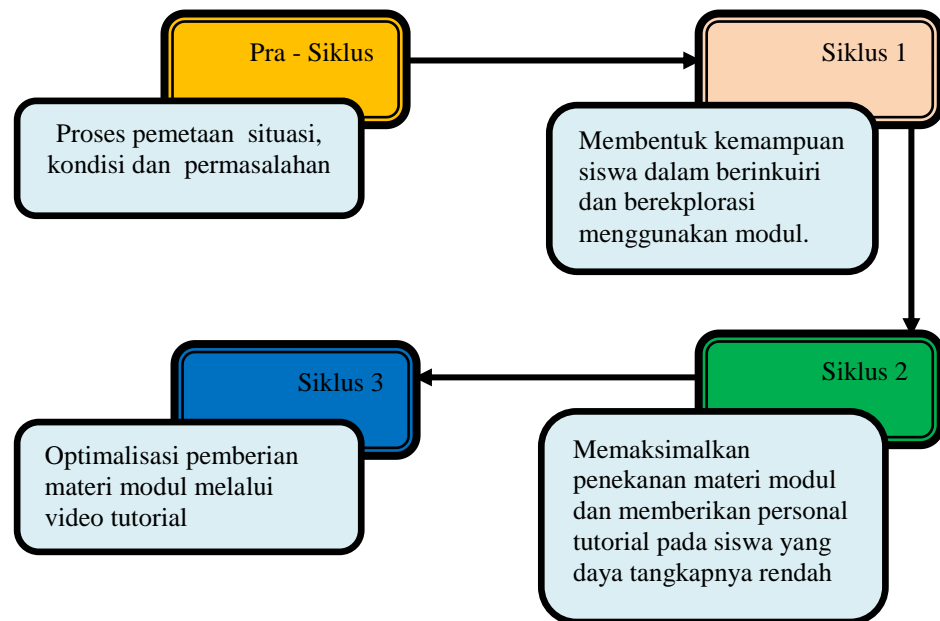 Pra - Siklus
Proses pemetaan situasi,
kondisi dan permasalahan
Siklus 1
Membentuk kemampuan
siswa dalam berinkuiri
dan berekplorasi
menggunakan modul.
Siklus 2
Memaksimalkan
penekanan materi modul
dan memberikan personal
tutorial pada siswa yang
daya tangkapnya rendah
Siklus 3
Optimalisasi pemberian
materi modul melalui
video tutorial